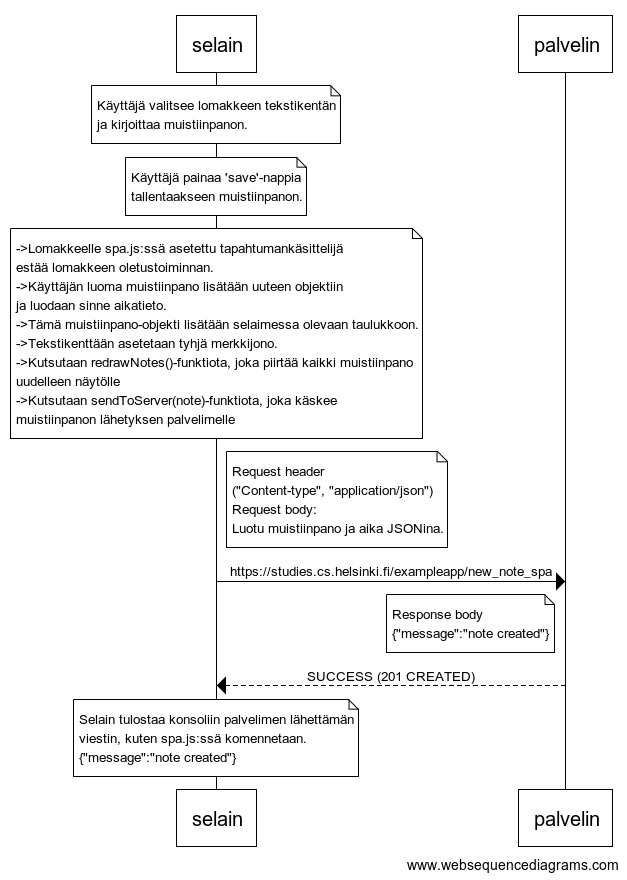 selain
palvelin
Käyttäjä valitsee lomakkeen tekstikentän
ja kirjoittaa muistiinpanon.
Käyttäjä painaa 'save'-nappia
tallentaakseen muistiinpanon.
->Lomakkeelle spa.js:ssä asetettu tapahtumankäsittelijä
estää lomakkeen oletustoiminnan.
->Käyttäjän luoma muistiinpano lisätään uuteen objektiin
ja luodaan sinne aikatieto.
->Tämä muistiinpano-objekti lisätään selaimessa olevaan taulukkoon.
->Tekstikenttään asetetaan tyhjä merkkijono.
->Kutsutaan redrawNotes()-funktiota, joka piirtää kaikki muistiinpano
uudelleen näytölle
->Kutsutaan sendToServer(note)-funktiota, joka käskee
muistiinpanon lähetyksen palvelimelle
Request header
("Content-type", "application/json")
Request body:
Luotu muistiinpano ja aika JSONina.
https://studies.cs.helsinki.fi/exampleapp/new_note_spa
Response body
{"message":"note created"}
SUCCESS (201 CREATED)
Selain tulostaa konsoliin palvelimen lähettämän
viestin, kuten spa.js:ssä komennetaan.
{"message":"note created"}
selain
palvelin
www.websequencediagrams.com